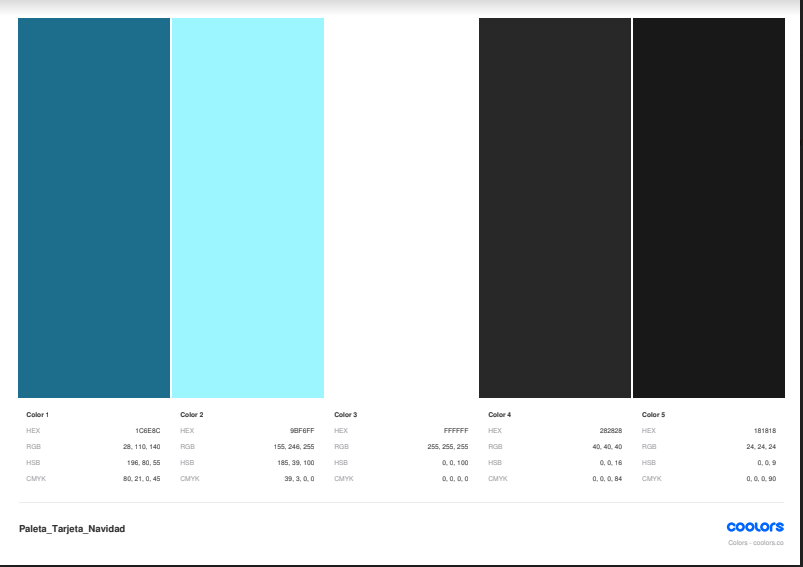 Color 1 Color 2 Color 3 Color 4 Color 5
HEX 1C6E8C HEX 9BF6FF HEX FFFFFF HEX 282828 HEX 181818
RGB 28, 110, 140 RGB 155, 246, 255 RGB 255, 255, 255 RGB 40, 40, 40 RGB 24, 24, 24
HSB 196, 80, 55 HSB 185, 39, 100 HSB 0, 0, 100 HSB 0, 0, 16 HSB 0, 0, 9
CMYK 80, 21, 0, 45 CMYK 39, 3, 0, 0 CMYK 0, 0, 0, 0 CMYK 0, 0, 0, 84 CMYK 0, 0, 0, 90
Paleta_Tarjeta_Navidad coolors
Colors - coolors.co